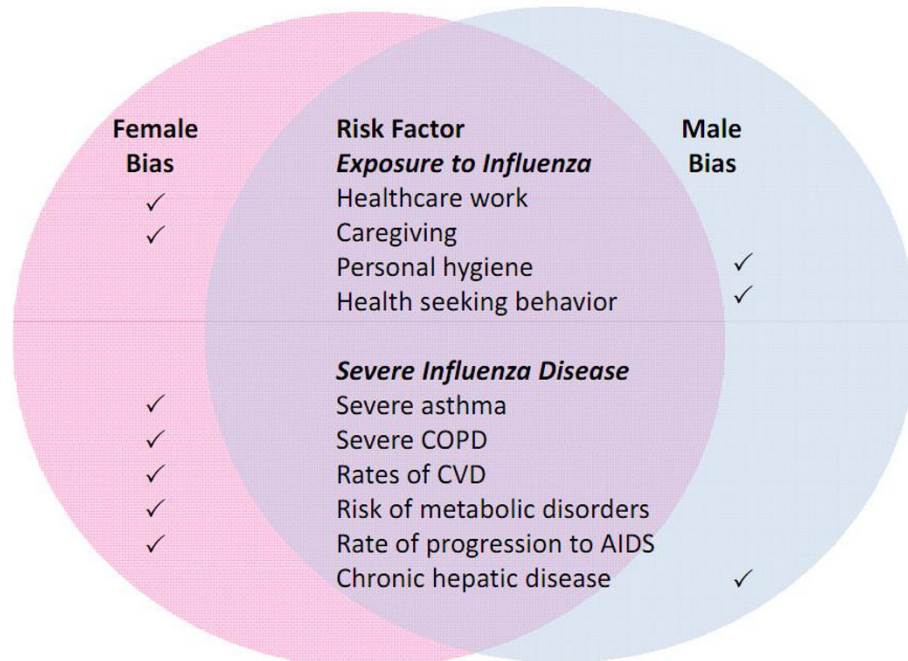 Female Risk Factor Male
Bias Exposure to Influenza Bias
✓ Healthcare work
✓ Caregiving
Personal hygiene ✓
Health seeking behavior ✓
Severe Influenza Disease
✓ Severe asthma
✓ Severe COPD
✓ Rates of CVD
✓ Risk of metabolic disorders
✓ Rate of progression to AIDS
Chronic hepatic disease ✓